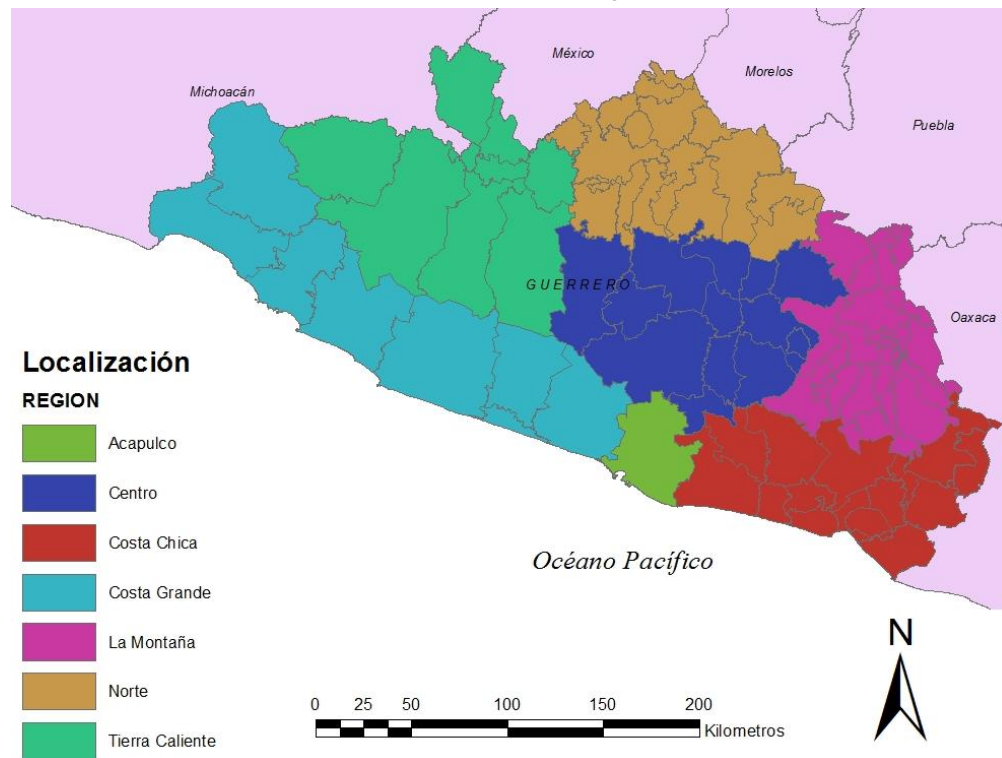 México
Morelos
Michoacán
Puebla
GUERRERO
Oaxaca
Localización
REGION
Acapulco
Centro
Costa Chica
Océano Pacífico
Costa Grande
La Montaña
N
Norte
0 25 50 100 150 200
Kilometros
Tierra Caliente